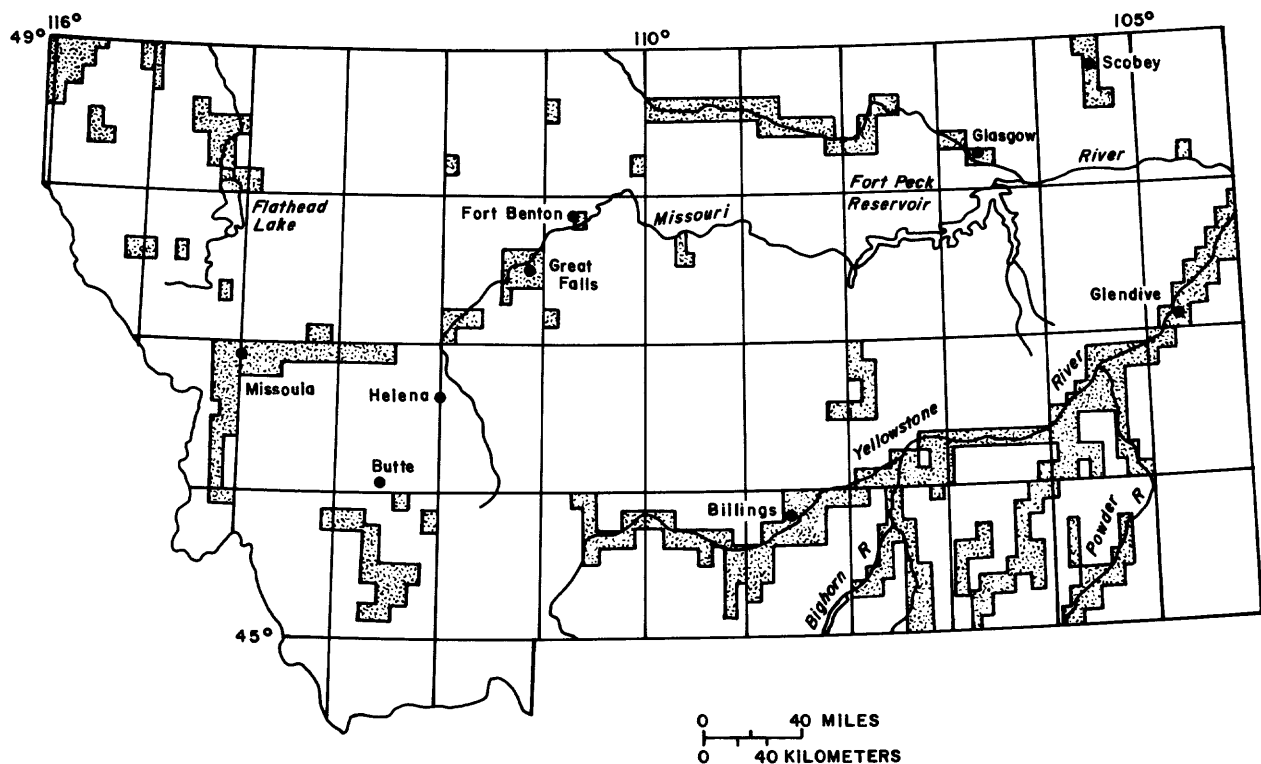 116°
49°
110°
105°
Scobey
Glasgow
River
Fort Peck
Reservoir
Flathead
Lake
Fort Benton
Missouri
Great
Falls
Glendive
Missoula
Helena
River
Yellowstone
Butte
Billings
Powder R
Bighorn R
45°
0 40 MILES
0 40 KILOMETERS